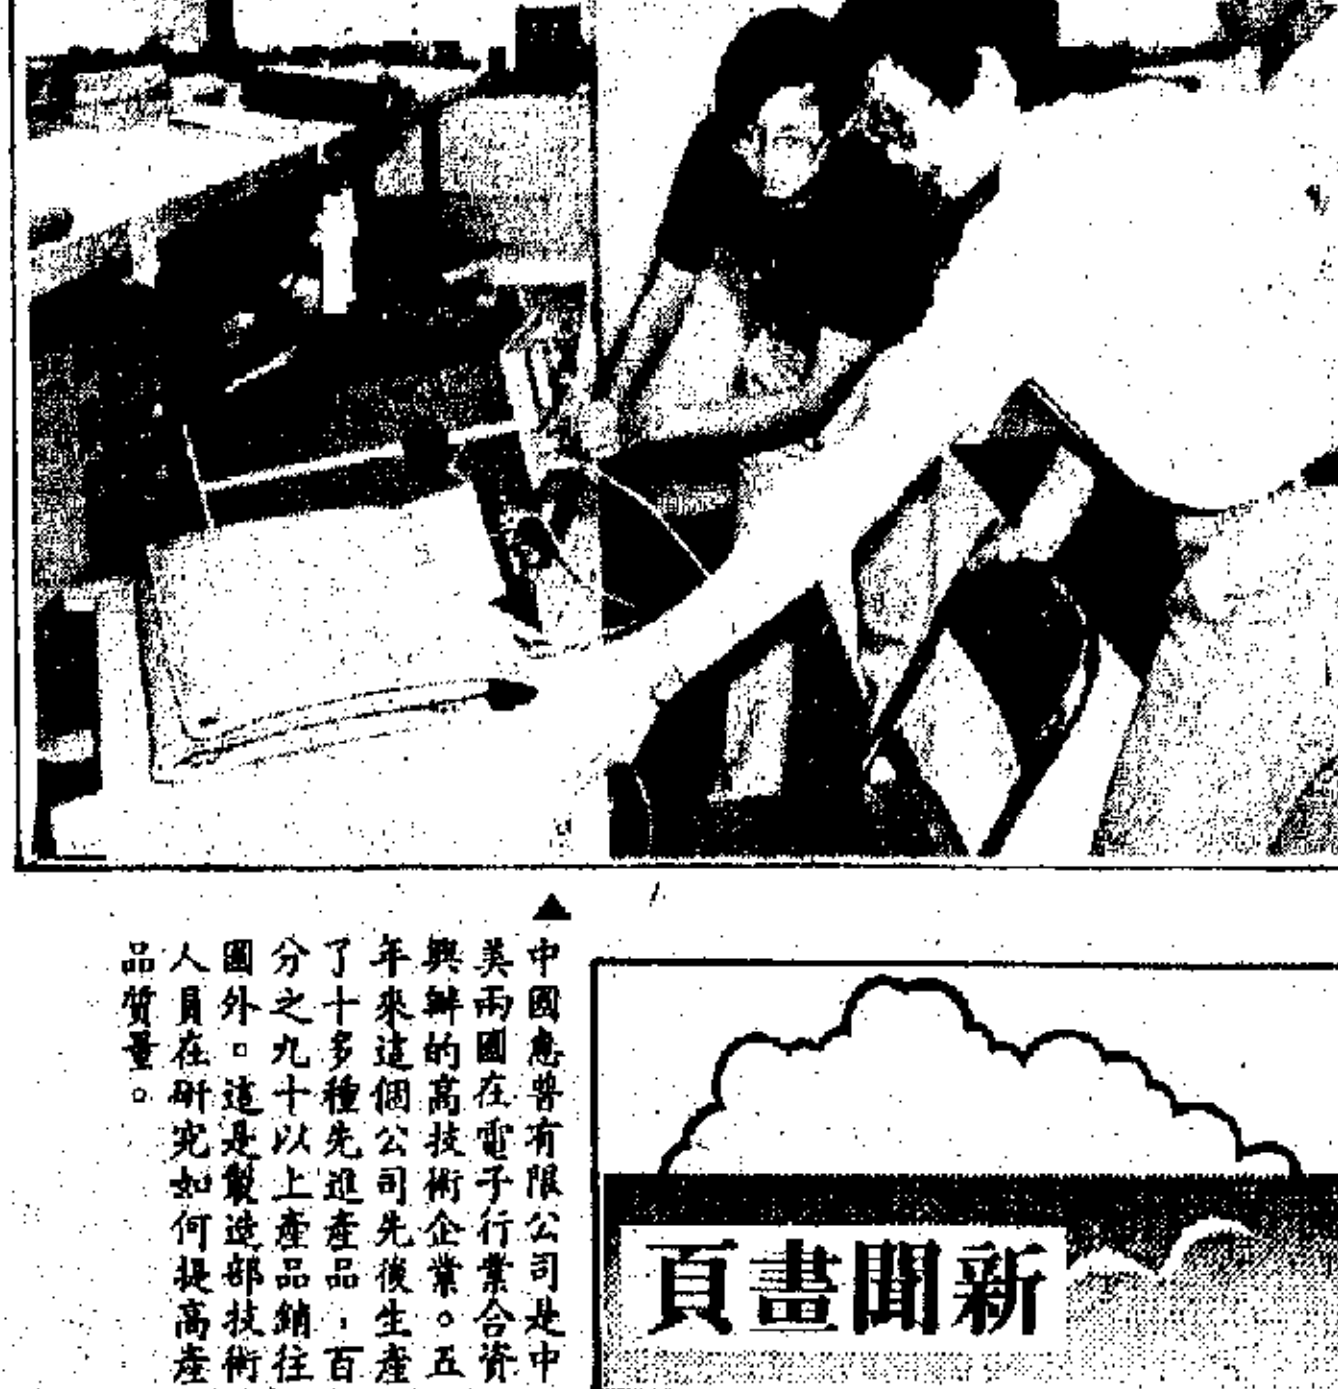 ▲
中國惠普有限公司是中
美兩國在電子行業合資
興辦的高技術企業。五
年來這個公司先後生產
了十多種先進產品，百
分之九十以上產品銷往
國外。這是製造部技術
人員在研究如何提高產
品質量。
新聞畫頁